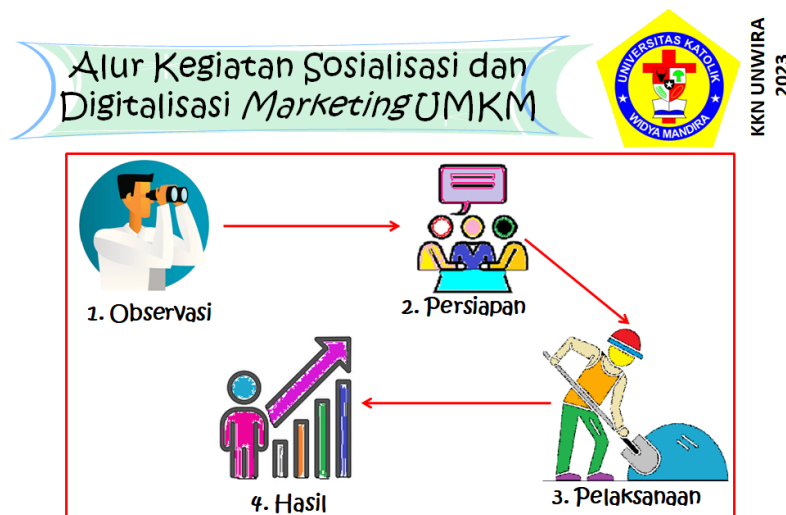 Alur Kegiatan Sosialisasi dan
Digitalisasi Marketing UMKM
UNIVERSITAS KATOLIK
WIDYA MANDIRA
KKN UNWIRA
2023
1. Observasi
2. Persiapan
3. Pelaksanaan
4. Hasil